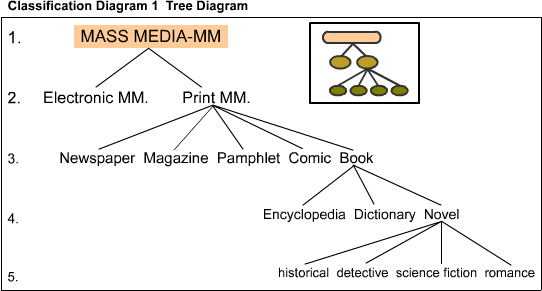 Classification Diagram 1 Tree Diagram
1. MASS MEDIA-MM
2. Electronic MM. Print MM.
3. Newspaper Magazine Pamphlet Comic Book
4. Encyclopedia Dictionary Novel
5. historical detective science fiction romance